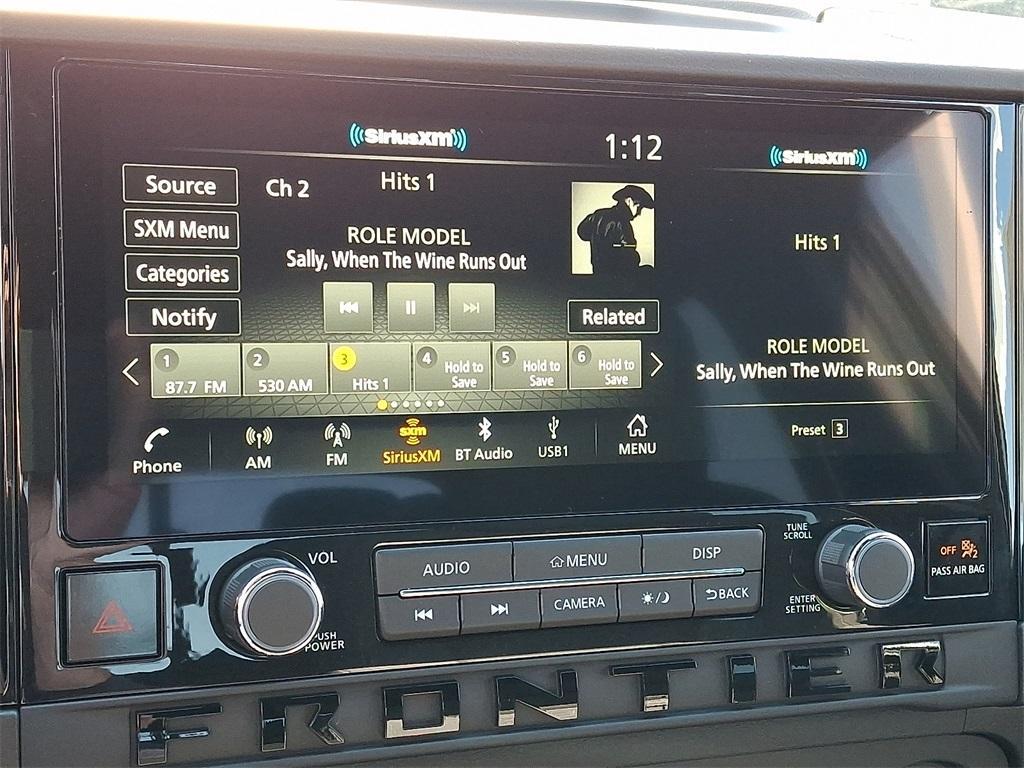 SiriusXM
1:12
SiriusXM
Source
Ch 2
Hits 1
SXM Menu
ROLE MODEL
Sally, When The Wine Runs Out
Categories
Notify
Related
1
87.7 FM
2
530 AM
3
Hits 1
4
Hold to
Save
5
Hold to
Save
6
Hold to
Save
Phone
AM
FM
sxm
SiriusXM
BT Audio
USB1
MENU
Hits 1
ROLE MODEL
Sally, When The Wine Runs Out
Preset 3
VOL
PUSH
POWER
AUDIO
MENU
DISP
CAMERA
BACK
TUNE
SCROLL
ENTER
SETTING
OFF 2
PASS AIR BAG
FRONTIER